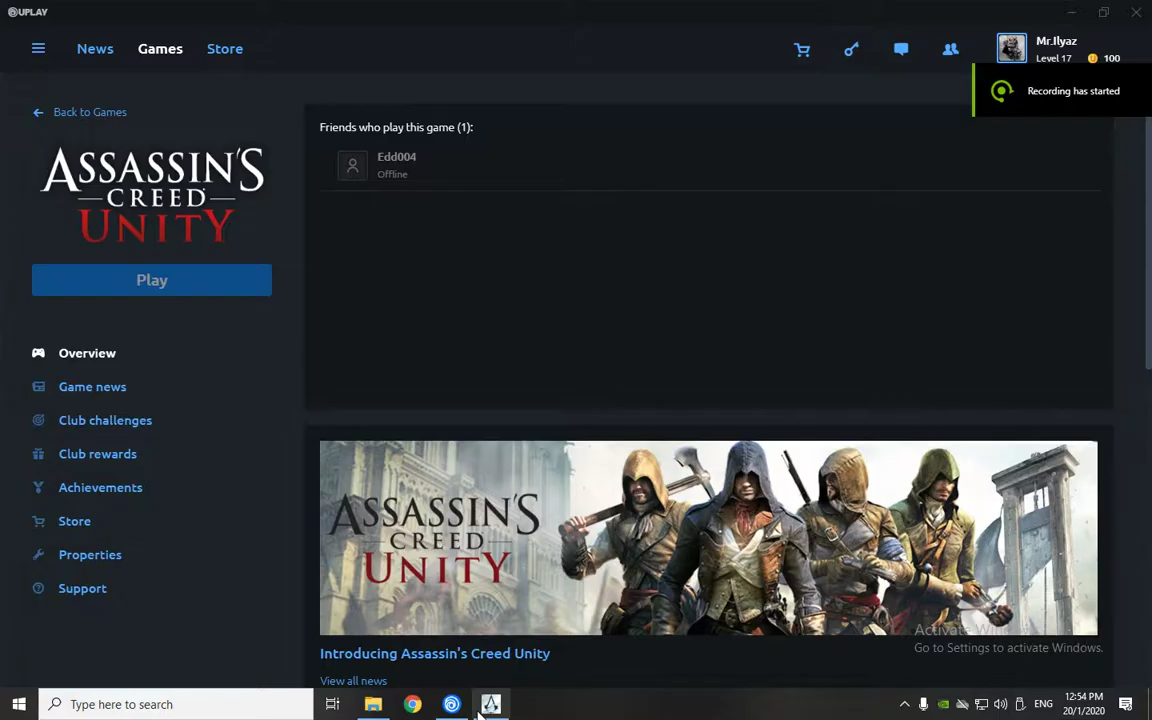 UPLAY
News Games Store
Mr.Ilyaz
Level 17 100
Recording has started
Back to Games
ASSASSIN'S
CREED
UNITY
Play
Overview
Game news
Club challenges
Club rewards
Achievements
Store
Properties
Support
Friends who play this game (1):
Edd004
Offline
ASSASSIN'S
CREED
UNITY
Introducing Assassin's Creed Unity
View all news
Go to Settings to activate Windows.
Type here to search
ENG
12:54 PM
20/1/2020